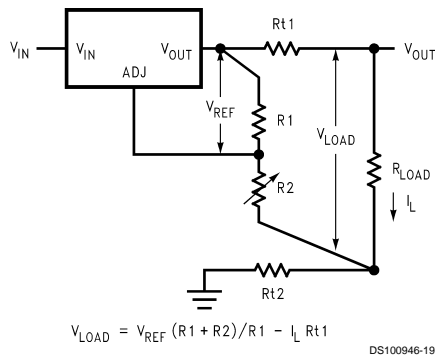 Rt1
V_IN
V_IN
V_OUT
V_OUT
ADJ
V_REF
R1
V_LOAD
R_LOAD
R2
I_L
Rt2
V_LOAD = V_REF (R1 + R2)/R1 - I_L Rt1
DS100946-19